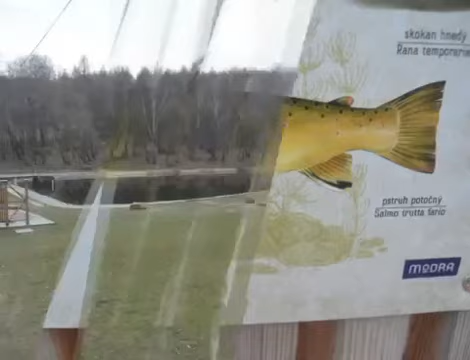 skokan hnedý
Rana temporaria
pstruh potočný
Salmo trutta fario
MODRA